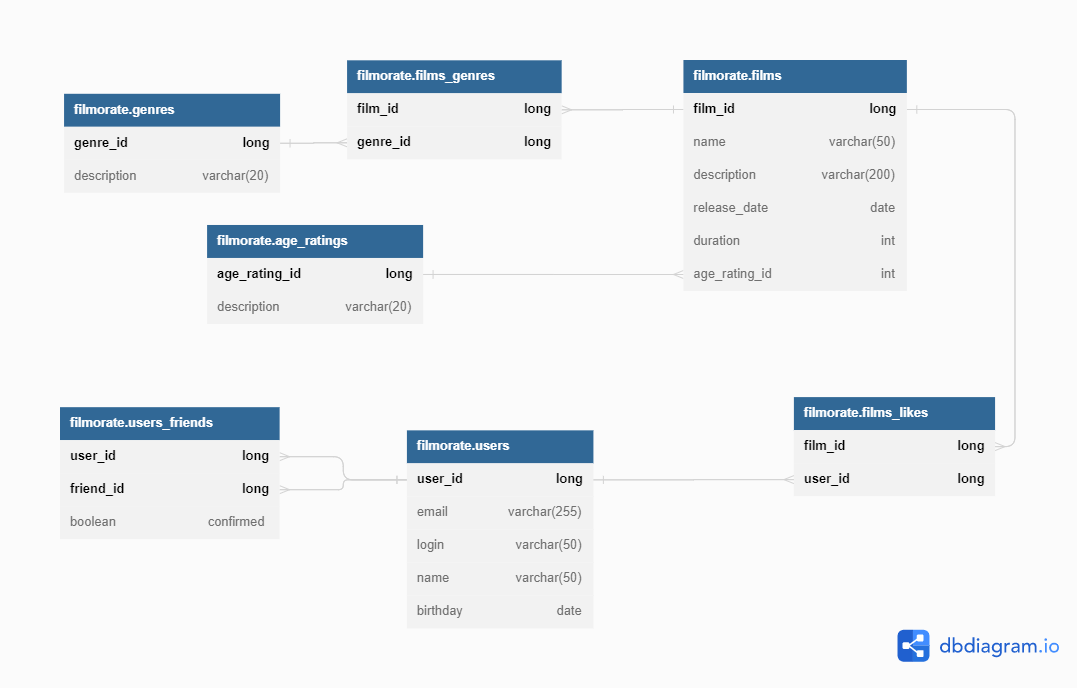 filmorate.genres
genre_id long
description varchar(20)
filmorate.films_genres
film_id long
genre_id long
filmorate.films
film_id long
name varchar(50)
description varchar(200)
release_date date
duration int
age_rating_id int
filmorate.age_ratings
age_rating_id long
description varchar(20)
filmorate.users_friends
user_id long
friend_id long
boolean confirmed
filmorate.users
user_id long
email varchar(255)
login varchar(50)
name varchar(50)
birthday date
filmorate.films_likes
film_id long
user_id long
dbdiagram.io